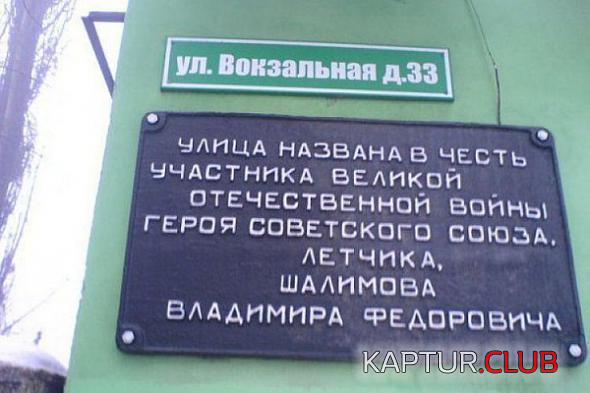 ул. Вокзальная д.33
УЛИЦА НАЗВАНА В ЧЕСТЬ
УЧАСТНИКА ВЕЛИКОЙ
ОТЕЧЕСТВЕННОЙ ВОЙНЫ
ГЕРОЯ СОВЕТСКОГО СОЮЗА,
ЛЕТЧИКА,
ШАЛИМОВА
ВЛАДИМИРА ФЕДОРОВИЧА
KAPTUR.CLUB